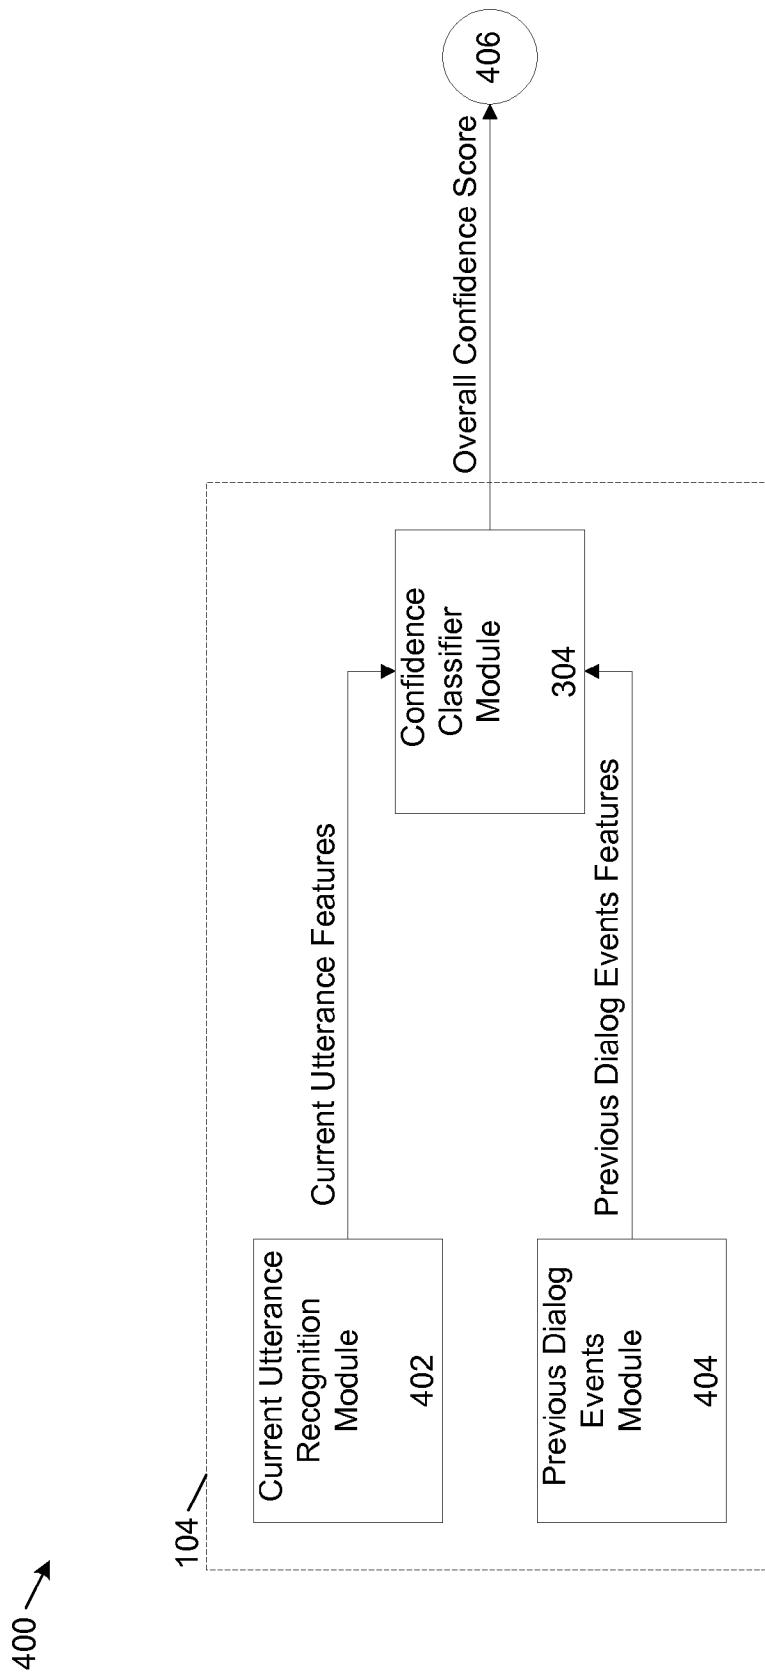 400
104
Current Utterance
Recognition
Module
402
Current Utterance Features
Previous Dialog
Events
Module
404
Previous Dialog Events Features
Confidence
Classifier
Module
304
Overall Confidence Score
406